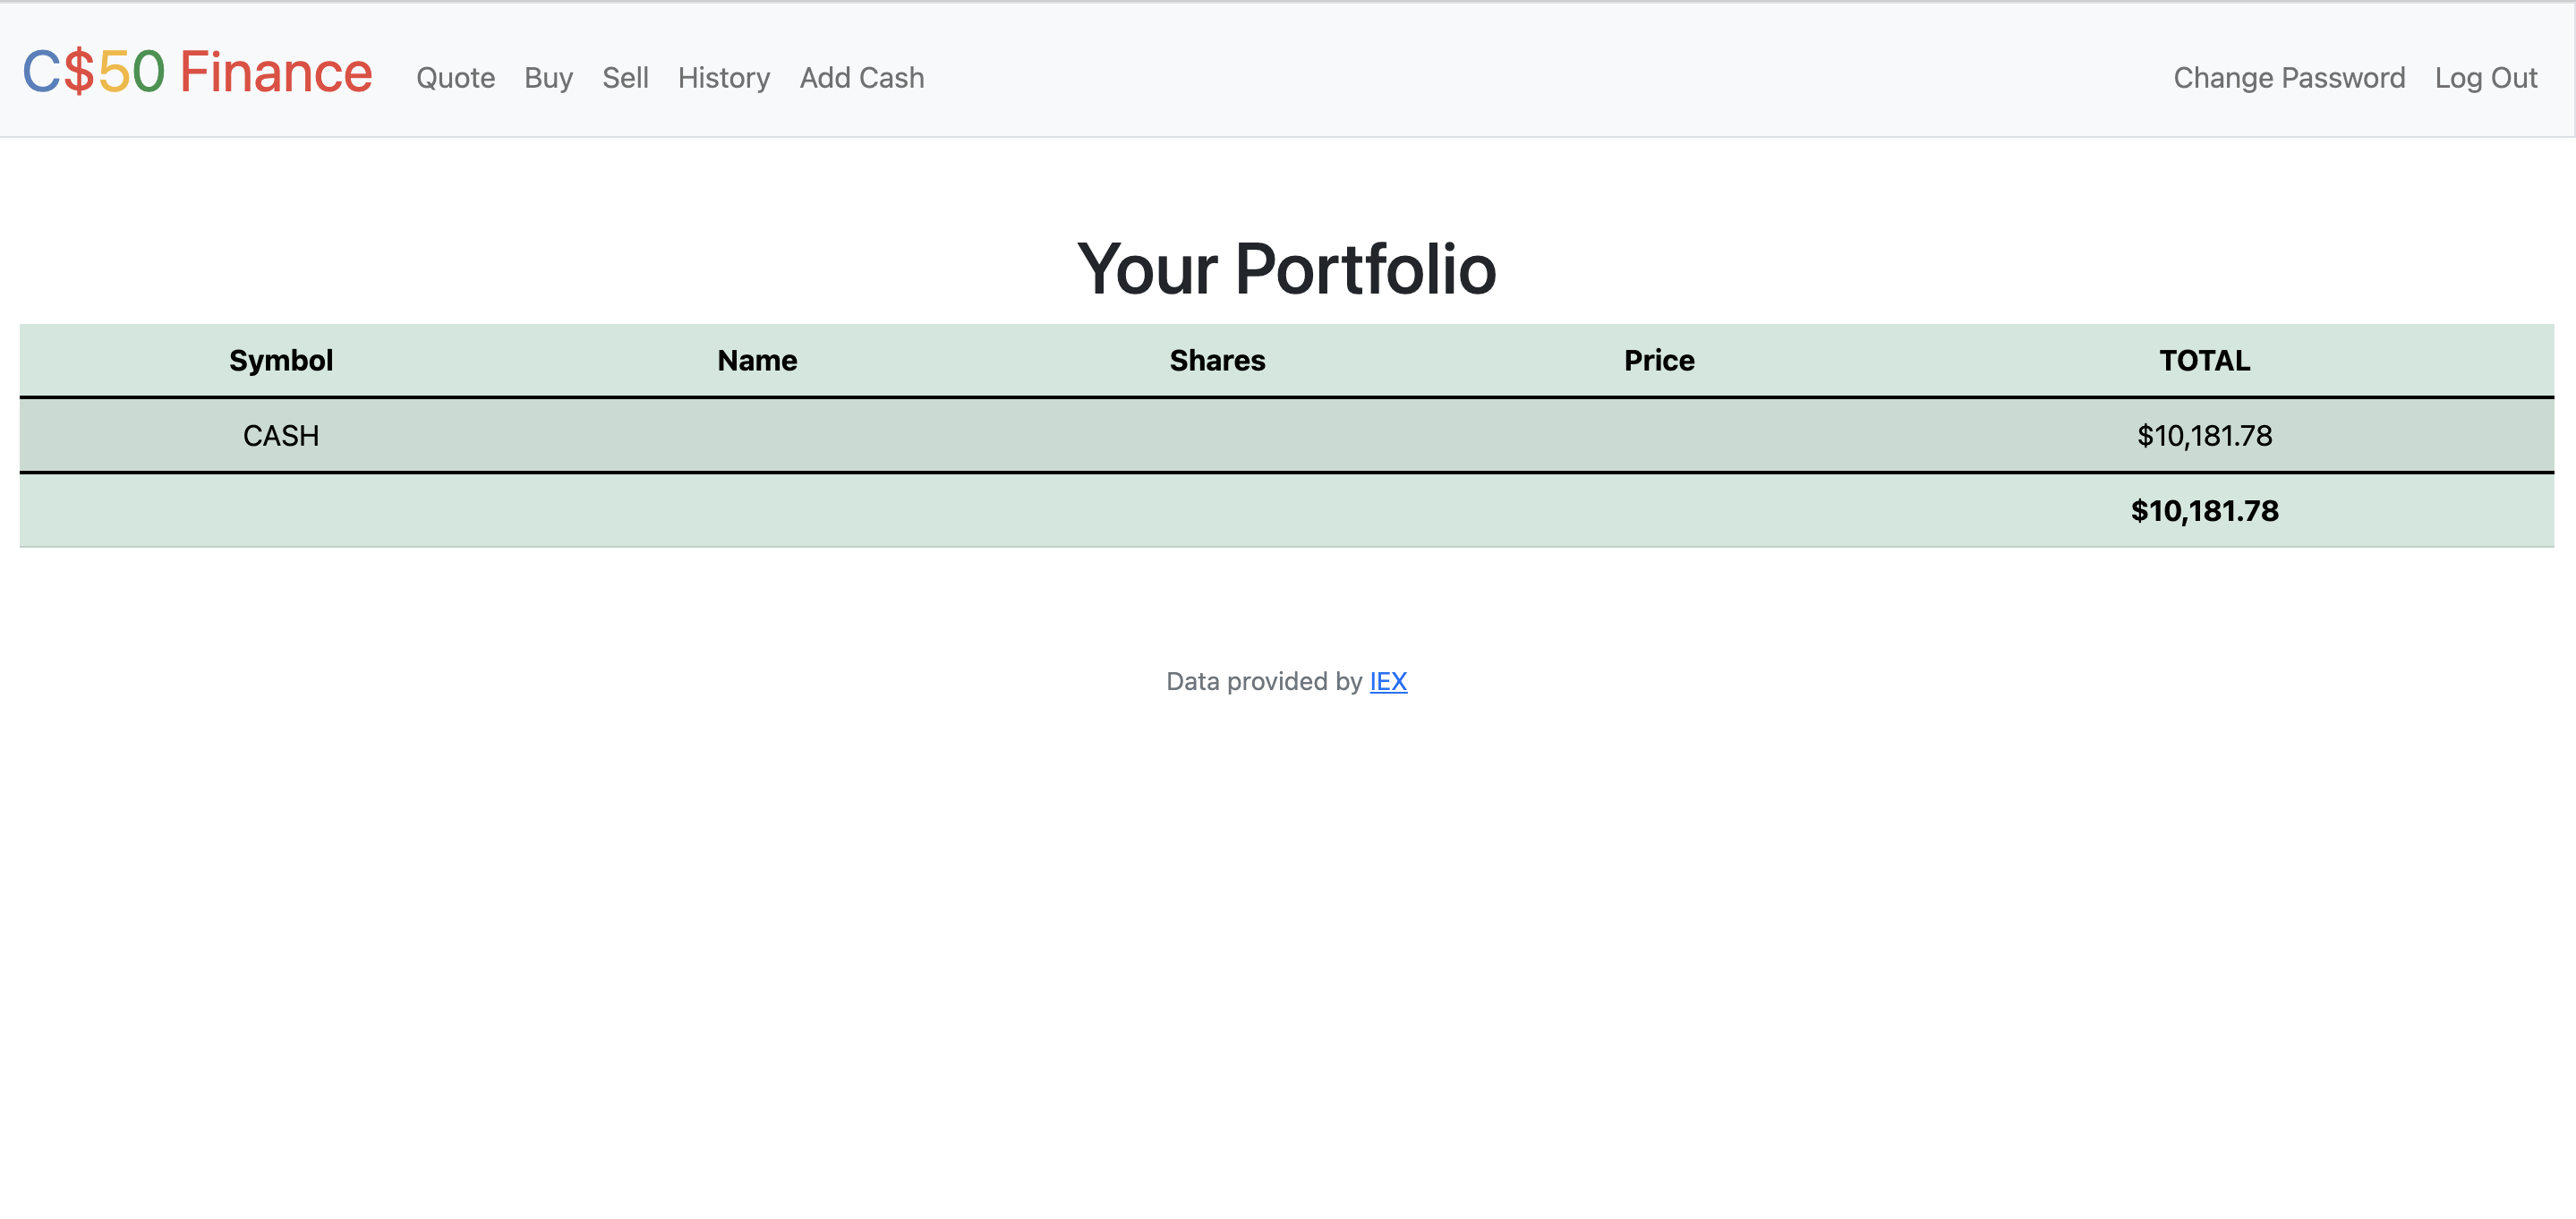 C$50 Finance Quote Buy Sell History Add Cash Change Password Log Out
Your Portfolio
Symbol Name Shares Price TOTAL
CASH $10,181.78
$10,181.78
Data provided by IEX